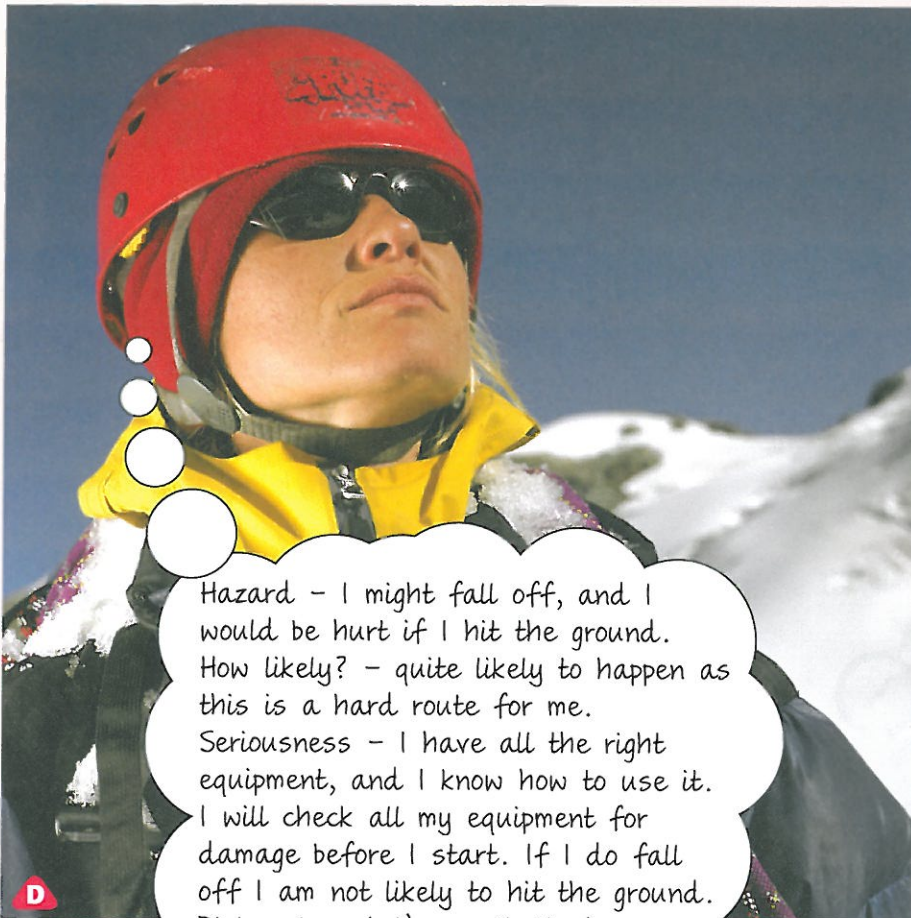 Hazard – I might fall off, and I
would be hurt if I hit the ground.
How likely? – quite likely to happen as
this is a hard route for me.
Seriousness – I have all the right
equipment, and I know how to use it.
I will check all my equipment for
damage before I start. If I do fall
off I am not likely to hit the ground.
D